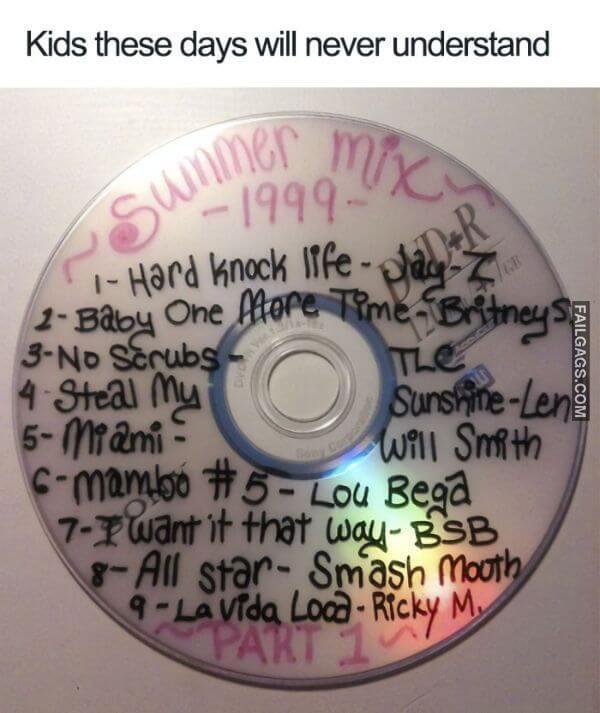 Kids these days will never understand
~Summer mix~
-1999-
DVD+R
1- Hard knock life - Jay-Z
2- Baby One More Time - Britney S.
3-No Scrubs - TLC
4- Steal My Sunshine - Len
5- Miami - Will Smith
6-mambo #5 - Lou Bega
7- I want it that way - BSB
8- All star - Smash Mouth
9 - La Vida Loca - Ricky M.
~PART 1~
FAILGAGS.COM